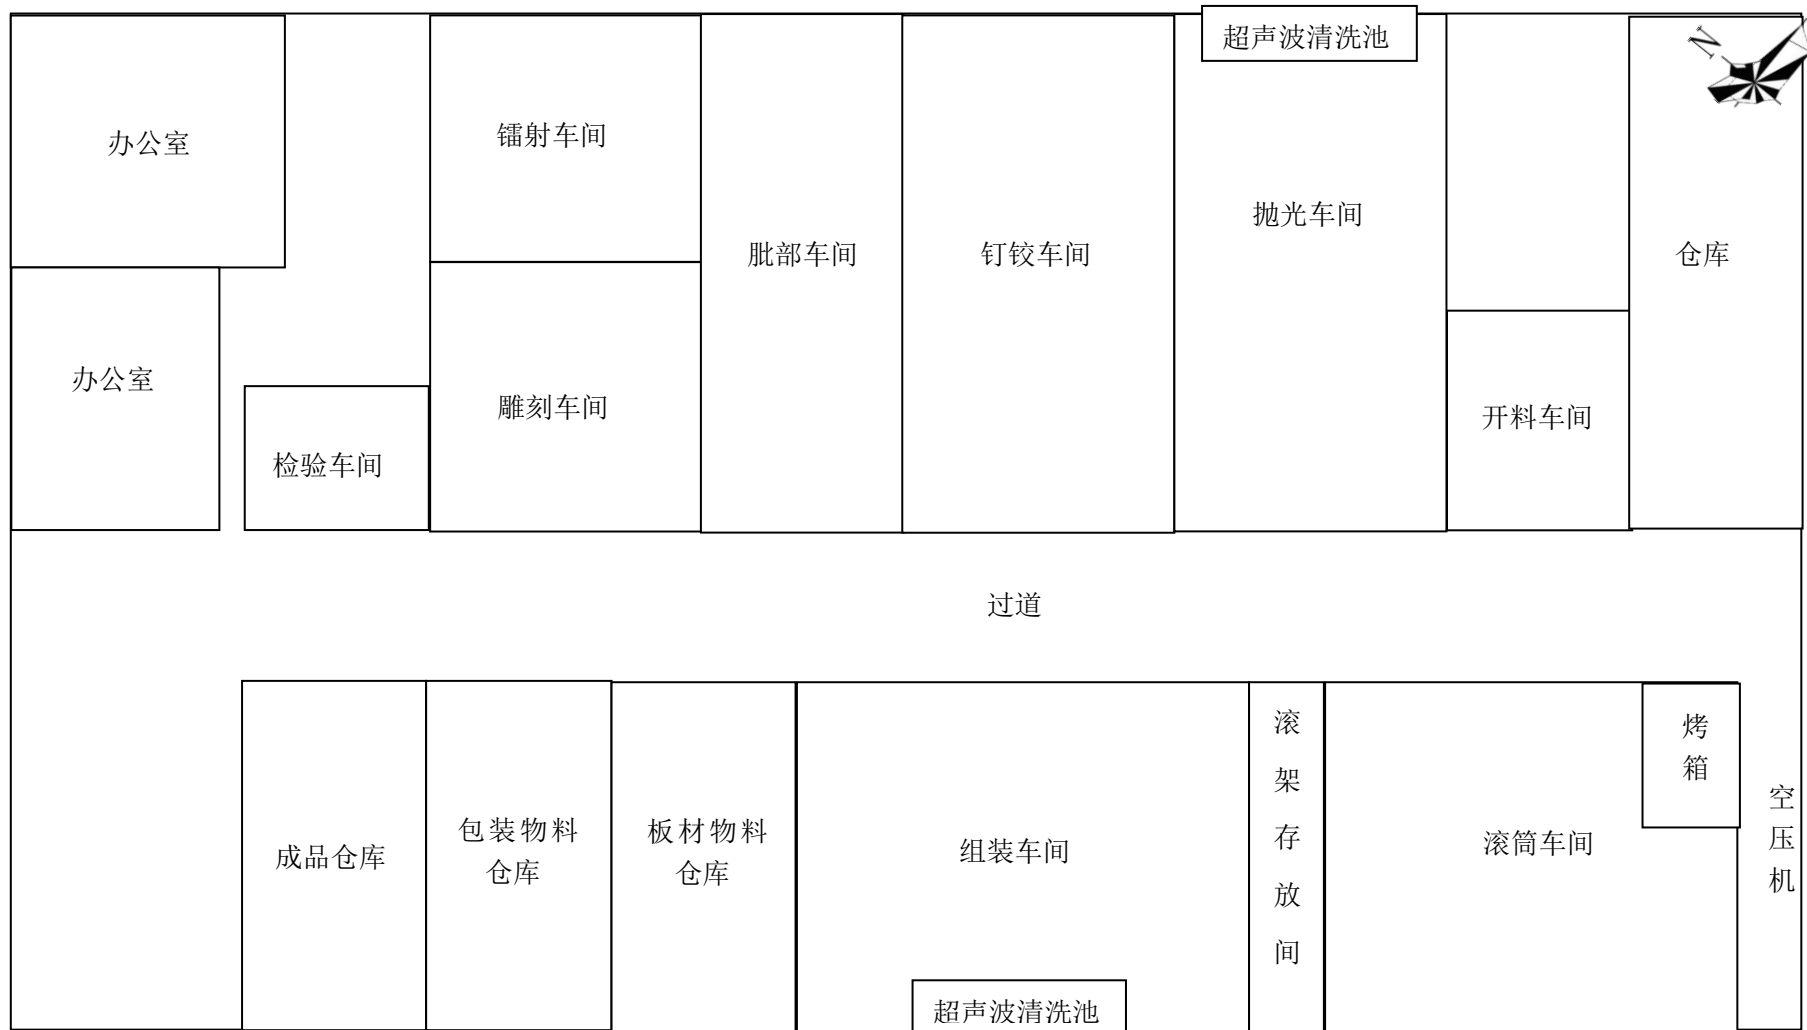 超声波清洗池
N
办公室
镭射车间
肶部车间
钉铰车间
抛光车间
仓库
办公室
检验车间
雕刻车间
开料车间
过道
成品仓库
包装物料
仓库
板材物料
仓库
组装车间
超声波清洗池
滚
架
存
放
间
滚筒车间
烤
箱
空
压
机